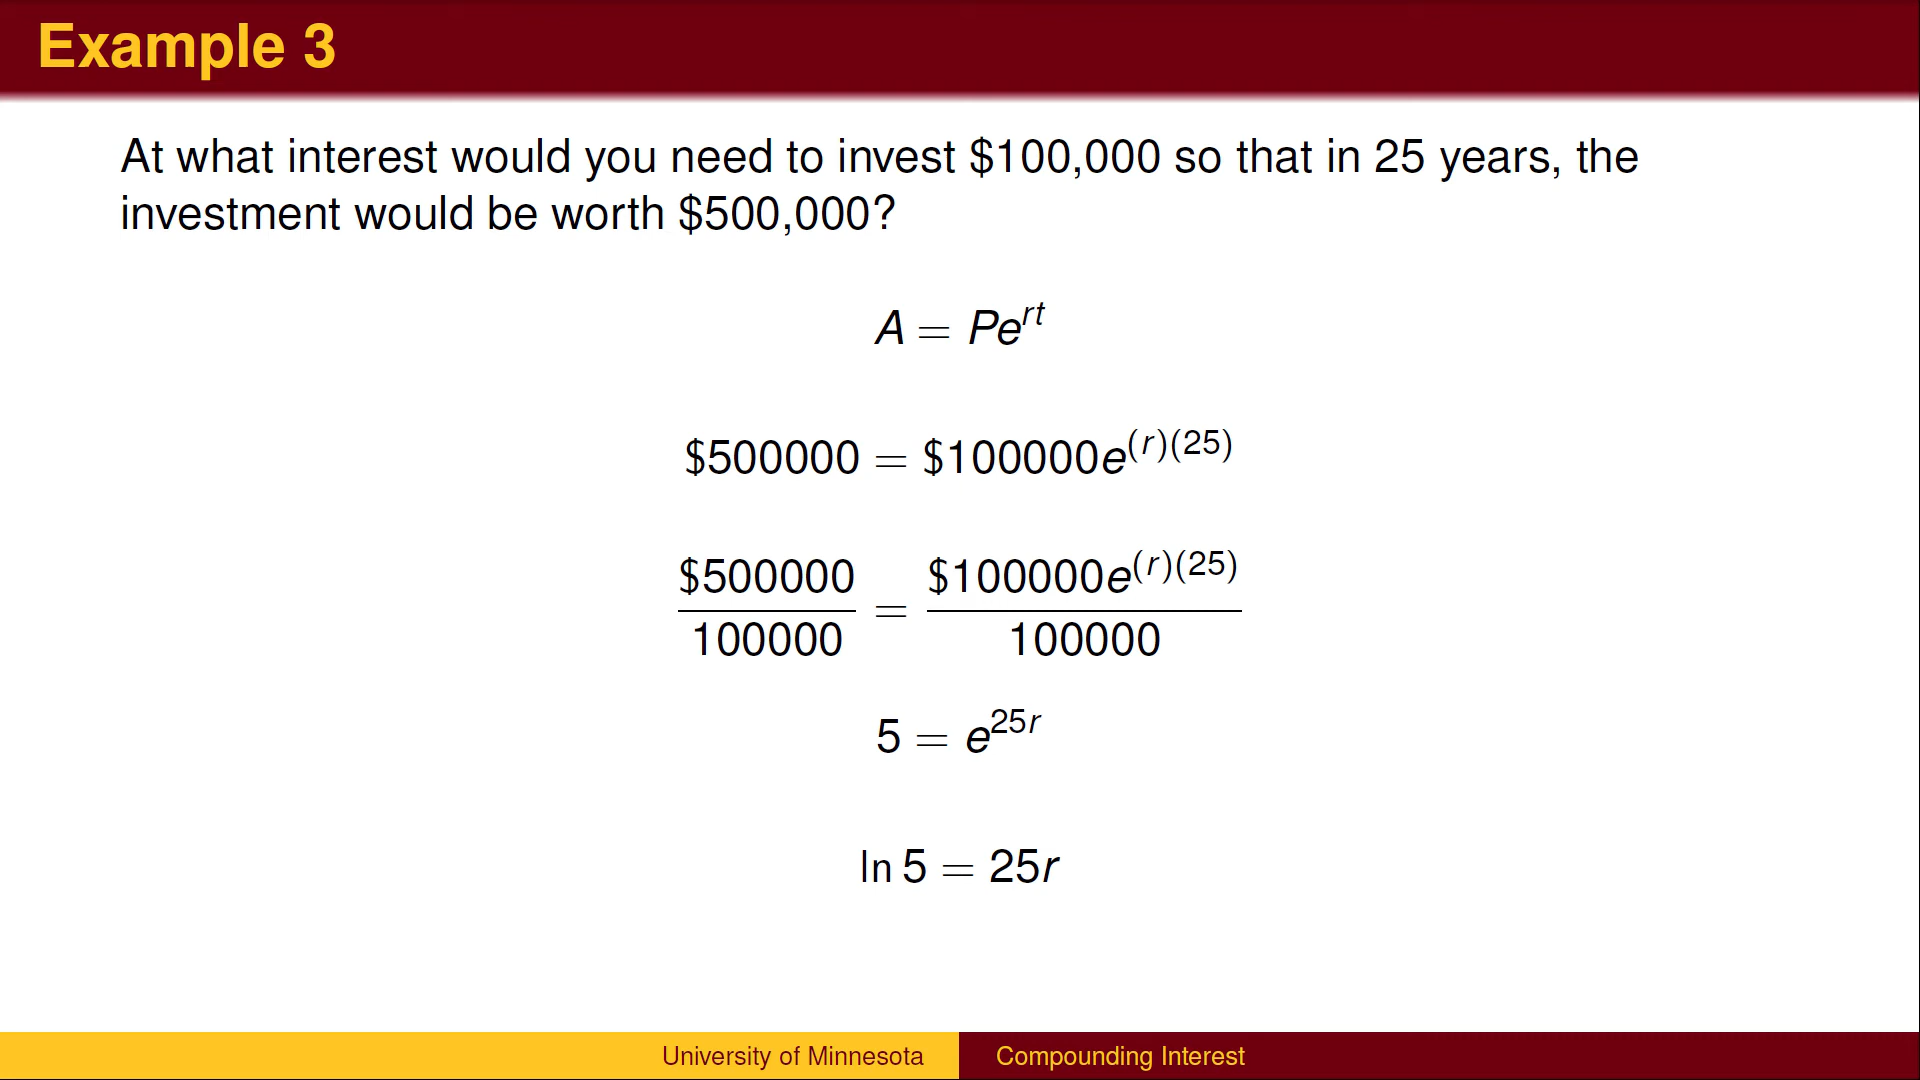 Example 3
At what interest would you need to invest $100,000 so that in 25 years, the
investment would be worth $500,000?
A = Pe^{rt}
$500000 = $100000e^{(r)(25)}
\frac{$500000}{100000} = \frac{$100000e^{(r)(25)}}{100000}
5 = e^{25r}
ln 5 = 25r
University of Minnesota Compounding Interest